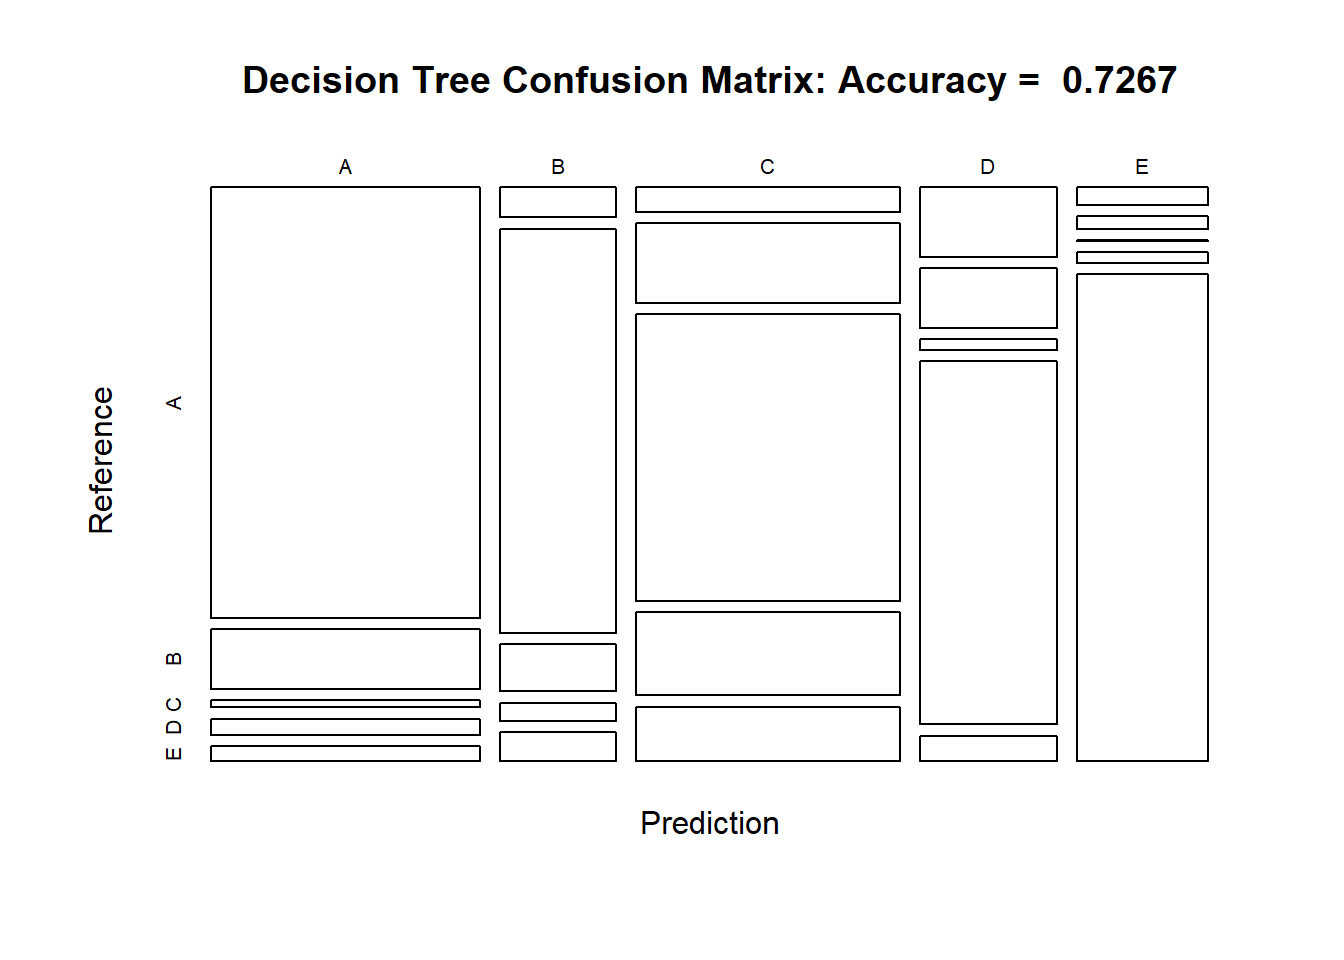 Decision Tree Confusion Matrix: Accuracy =  0.7267
A B C D E
Reference
A
B
C
D
E
Prediction